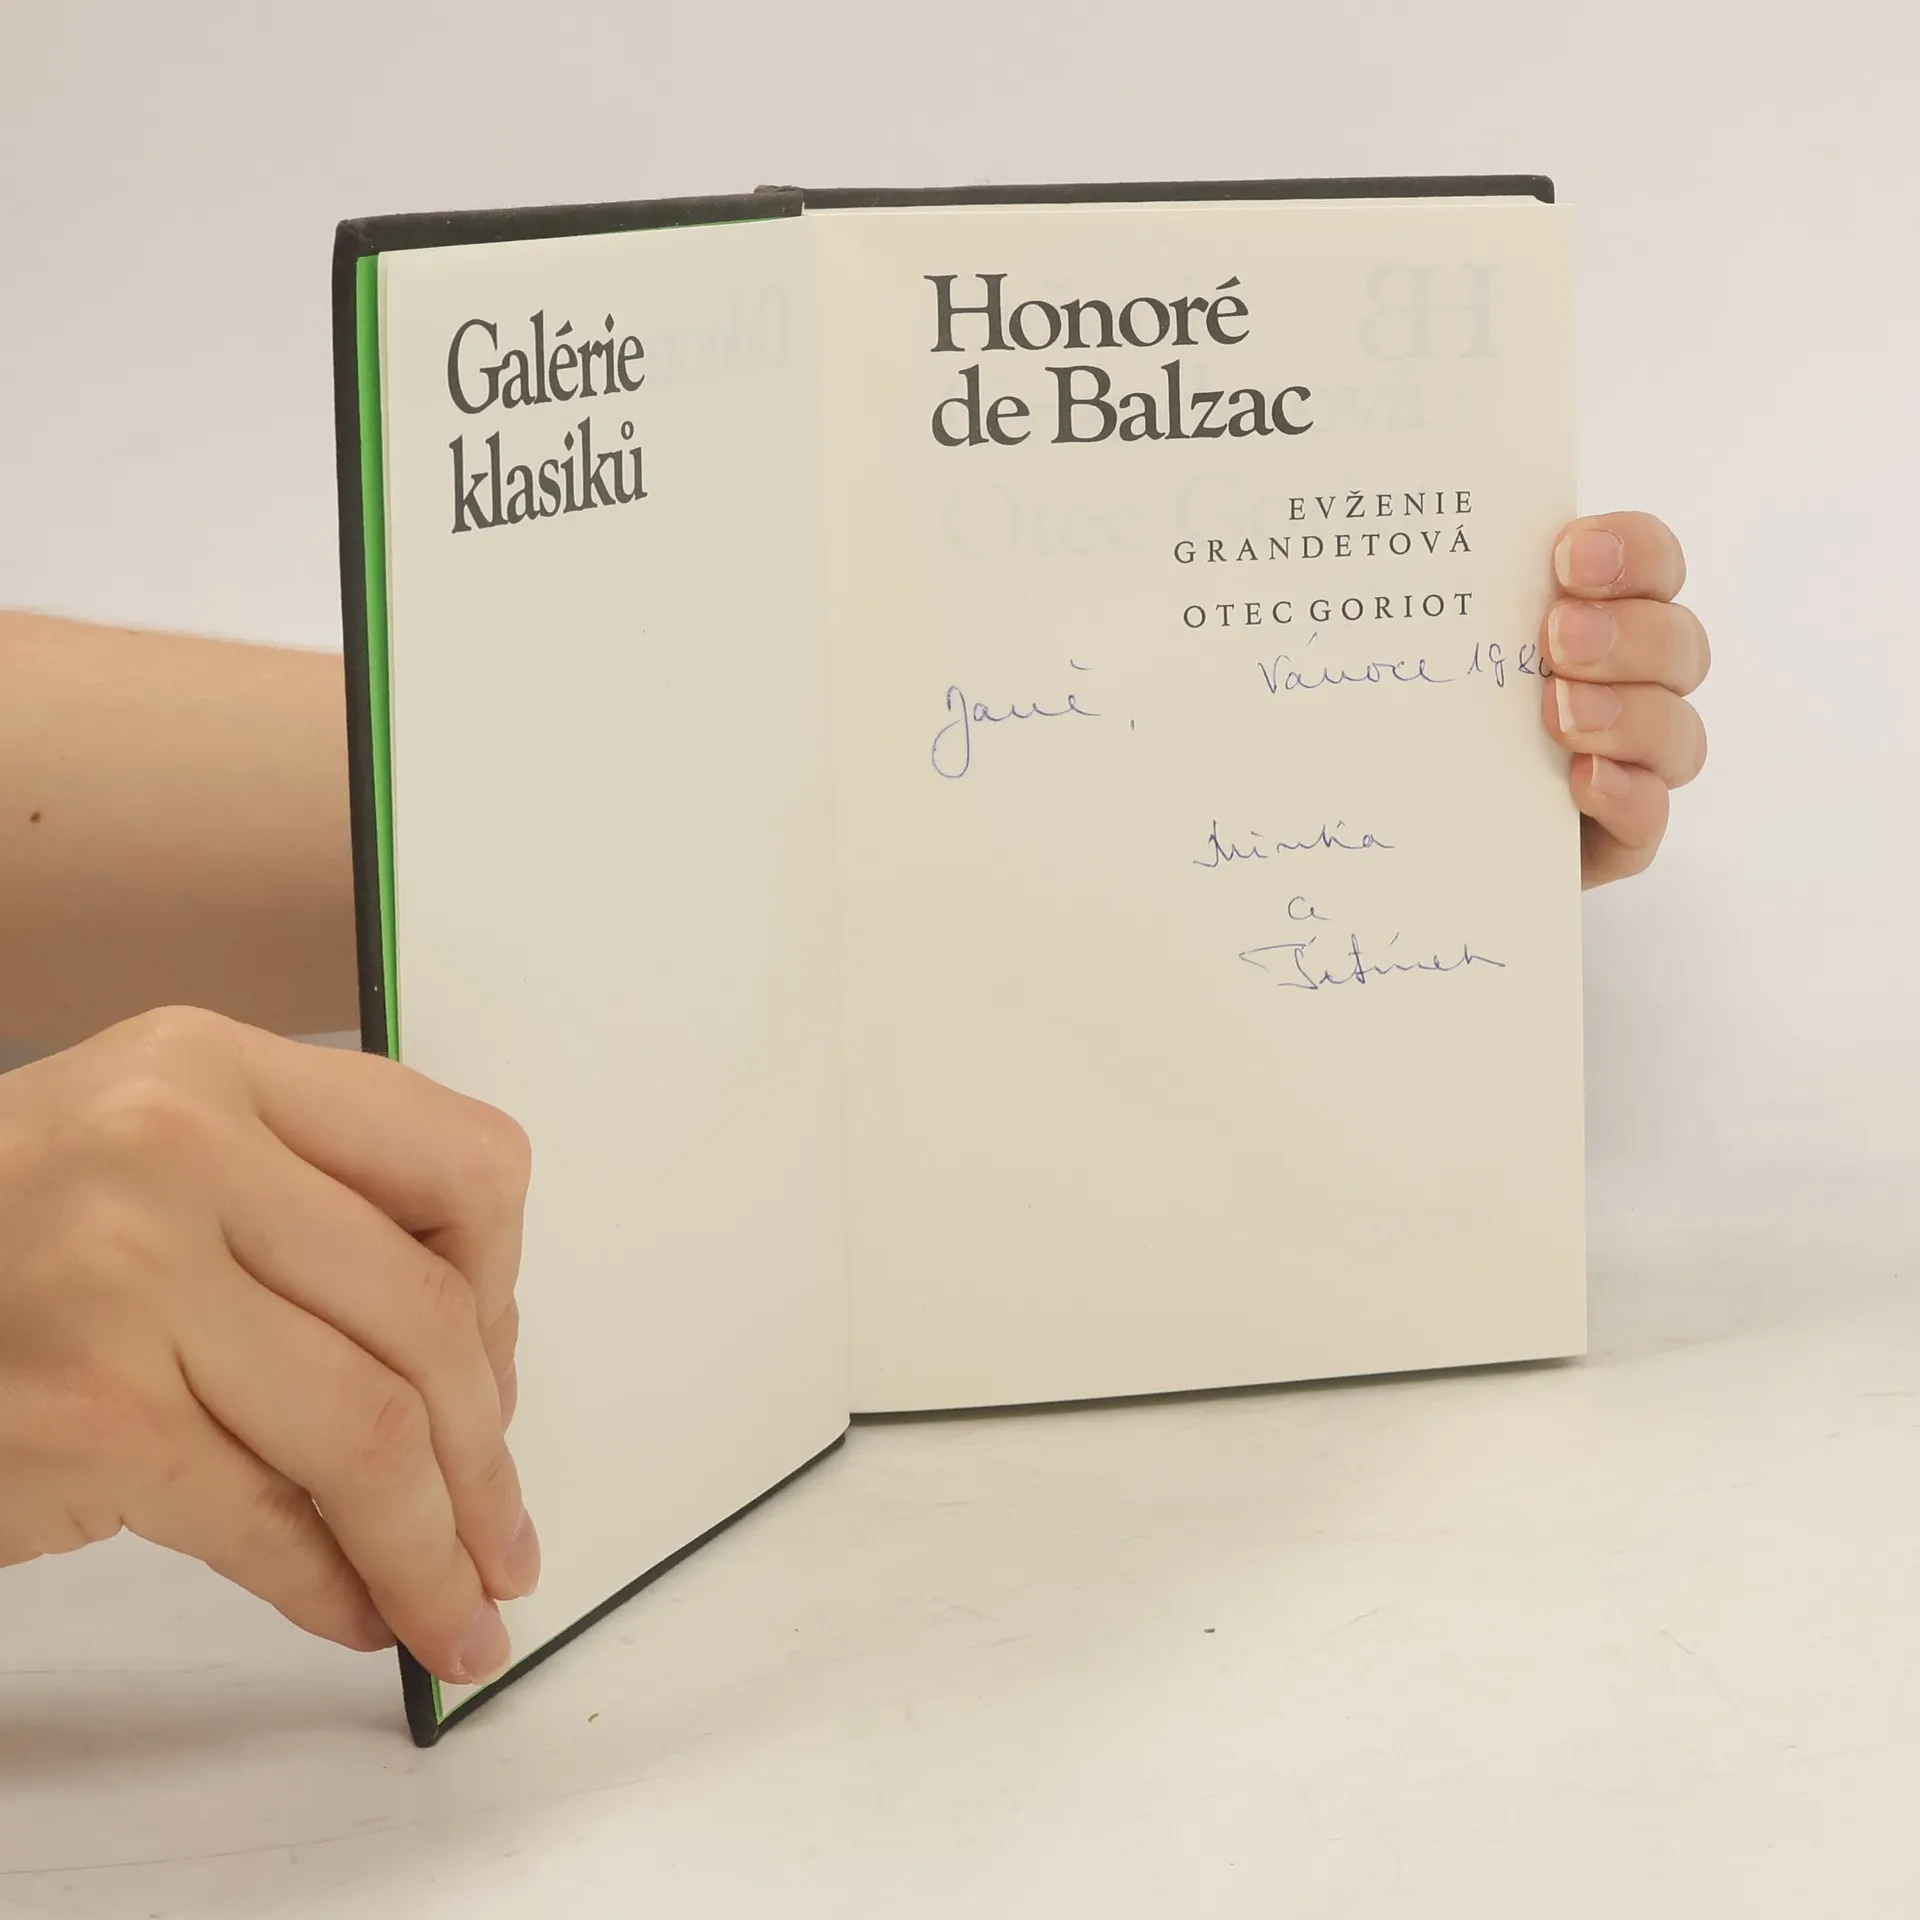 Galérie
klasiků
Honoré
de Balzac
EVŽENIE
GRANDETOVÁ
OTEC GORIOT
Vánoce 198
Janě,
a